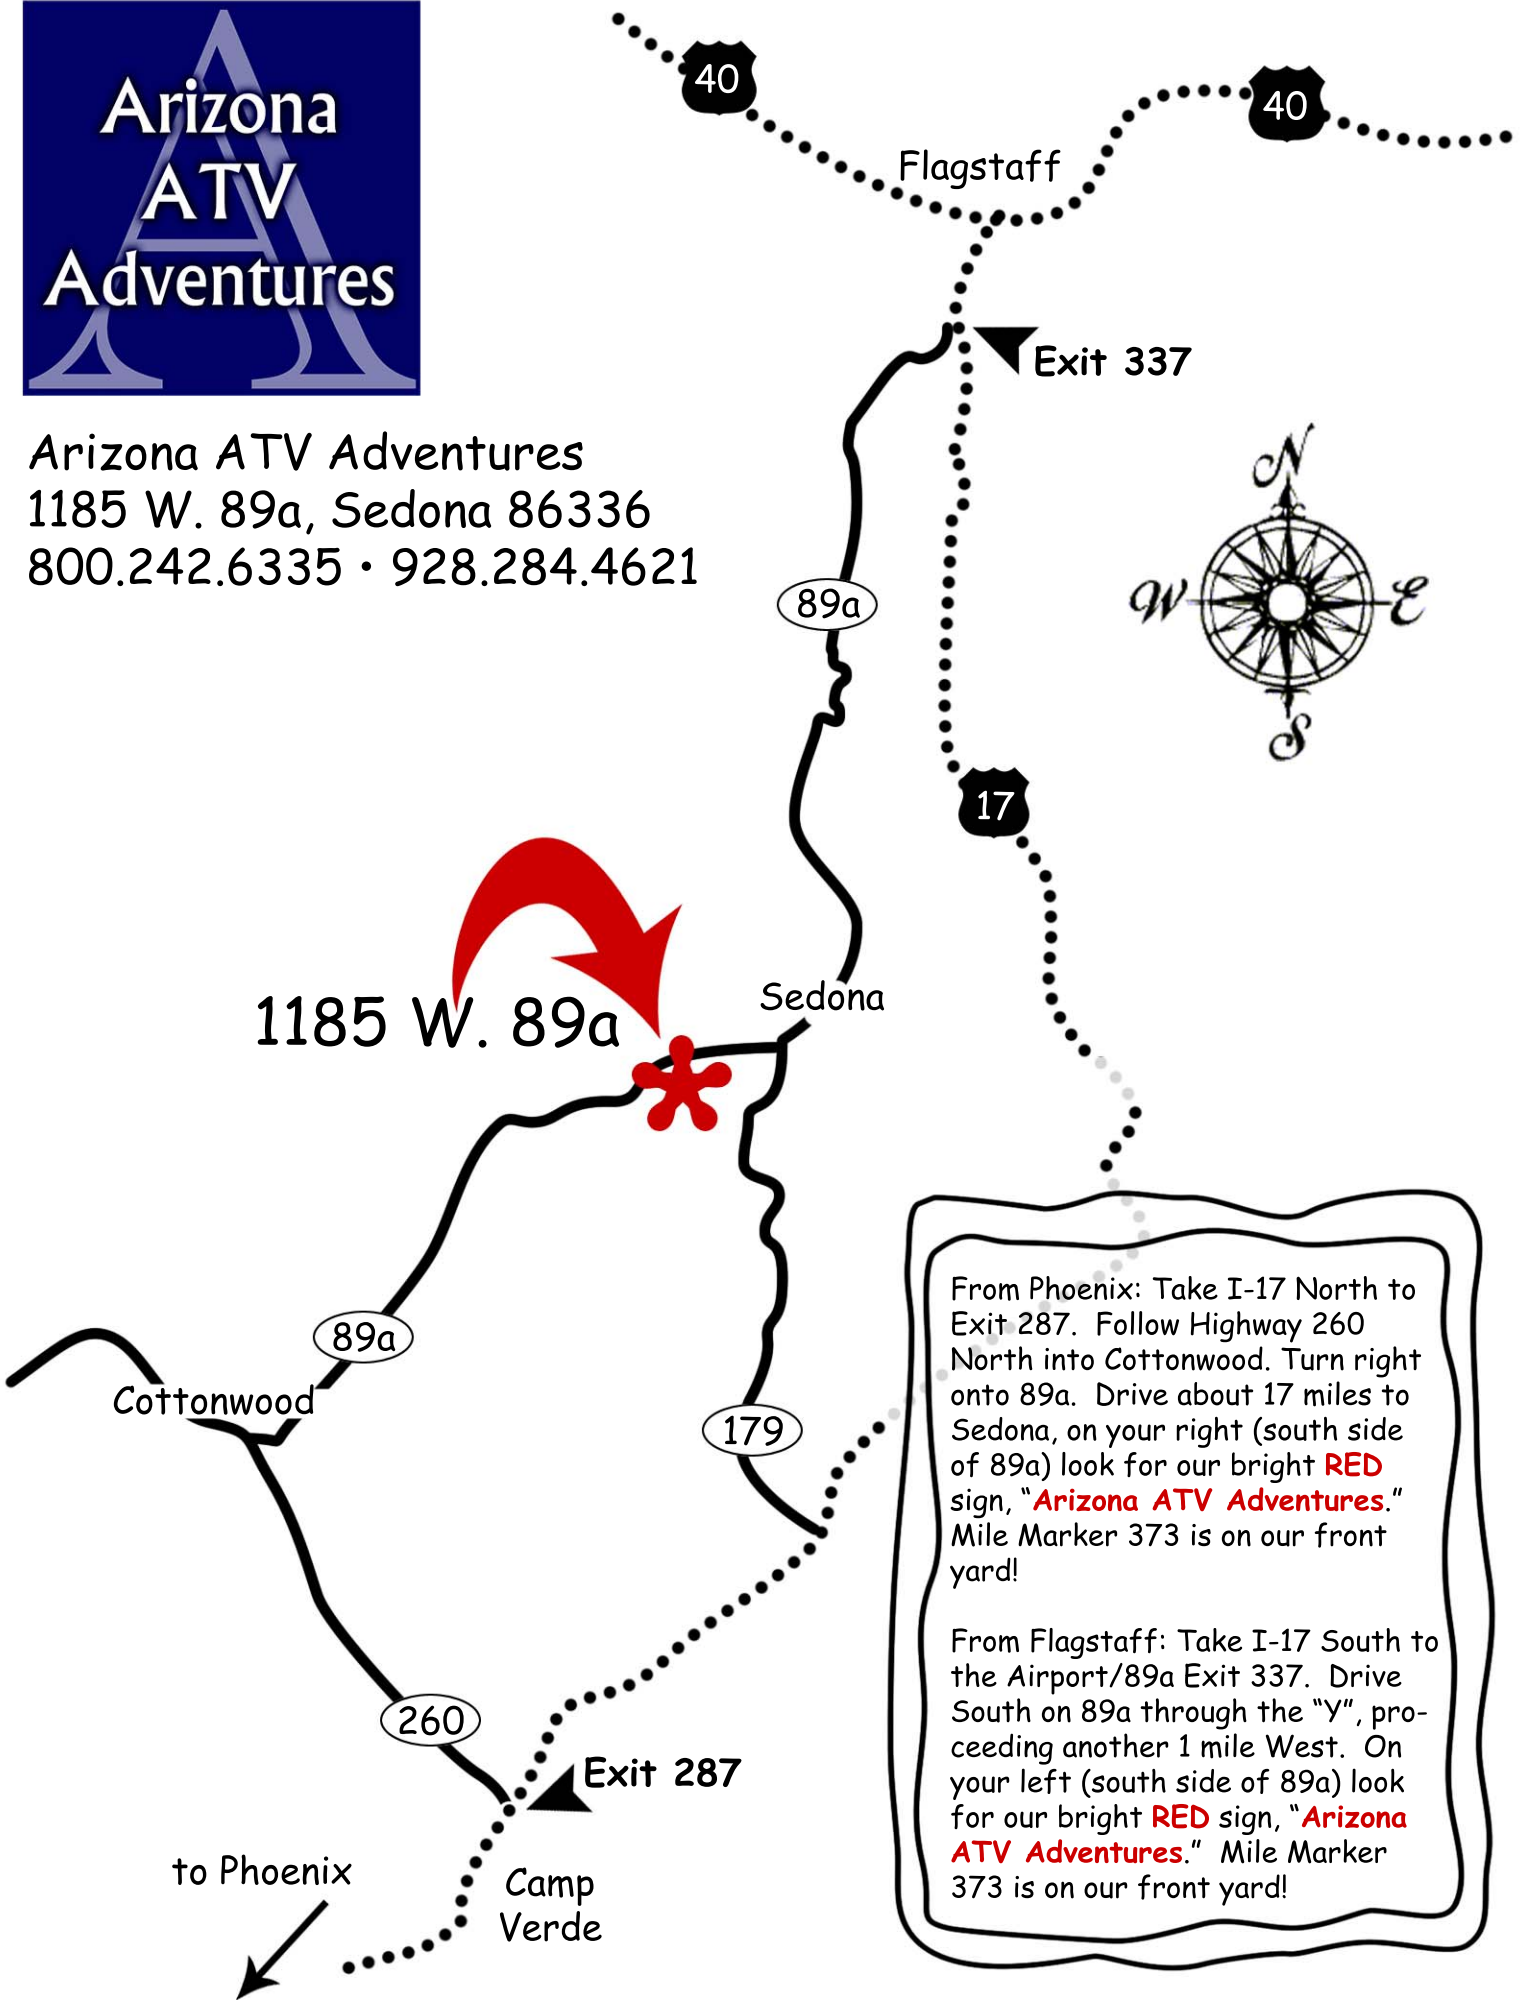 Arizona
ATV
Adventures
Arizona ATV Adventures
1185 W. 89a, Sedona 86336
800.242.6335 • 928.284.4621
40
40
Flagstaff
Exit 337
N
W
E
S
89a
17
Sedona
1185 W. 89a
89a
Cottonwood
179
260
Exit 287
to Phoenix
Camp
Verde
From Phoenix: Take I-17 North to
Exit 287.  Follow Highway 260
North into Cottonwood. Turn right
onto 89a.  Drive about 17 miles to
Sedona, on your right (south side
of 89a) look for our bright RED
sign, “Arizona ATV Adventures.”
Mile Marker 373 is on our front
yard!
From Flagstaff: Take I-17 South to
the Airport/89a Exit 337.  Drive
South on 89a through the “Y”, pro-
ceeding another 1 mile West.  On
your left (south side of 89a) look
for our bright RED sign, “Arizona
ATV Adventures.”  Mile Marker
373 is on our front yard!